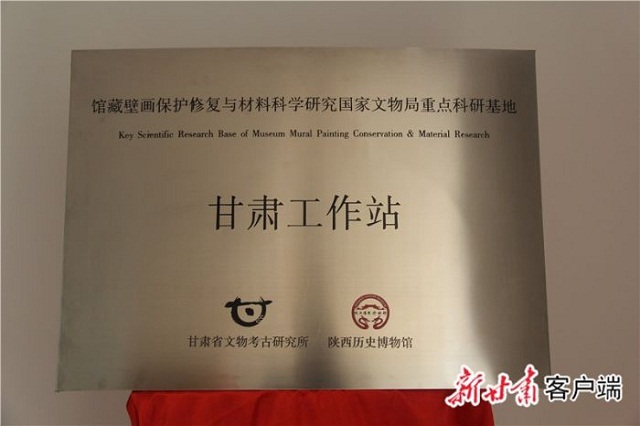 馆藏壁画保护修复与材料科学研究国家文物局重点科研基地
Key Scientific Research Base of Museum Mural Painting Conservation & Material Research
甘肃工作站
甘肃省文物考古研究所 陕西历史博物馆
新甘肃客户端